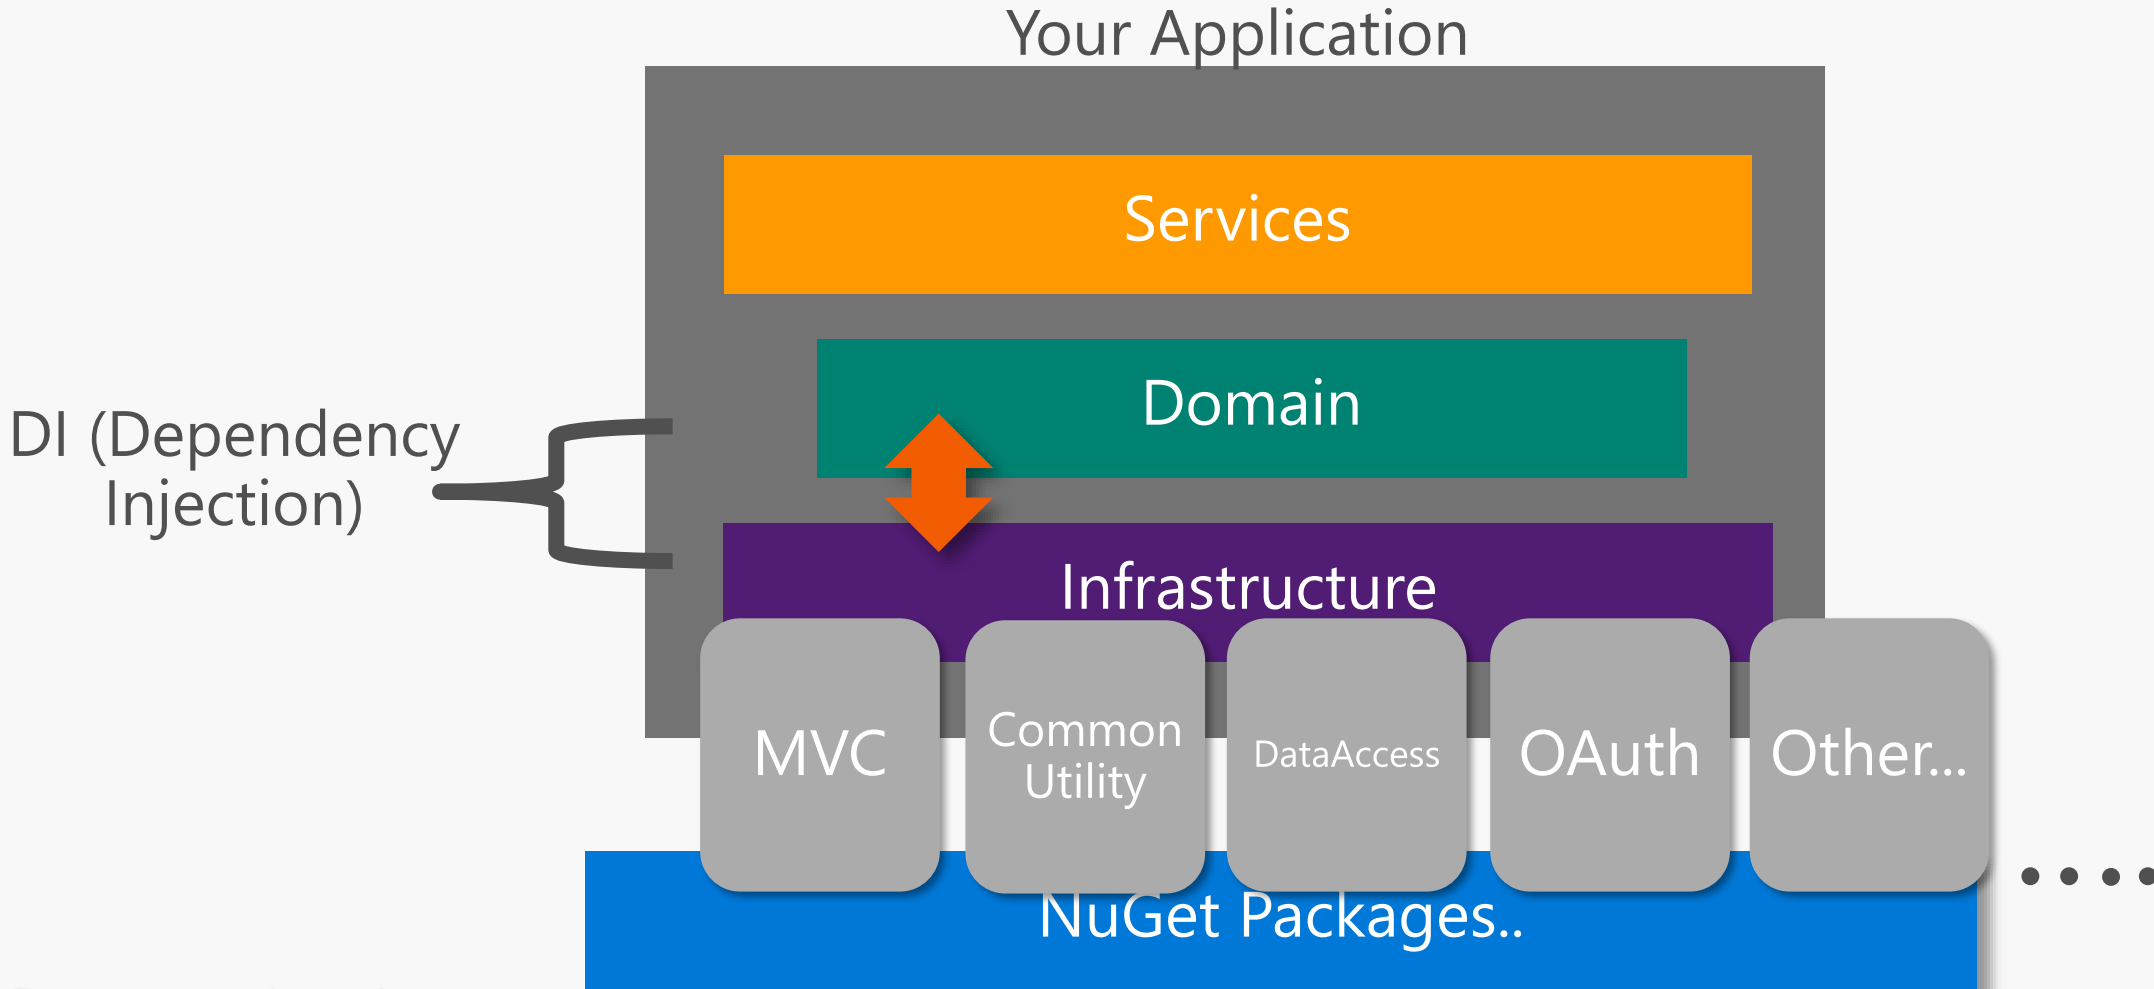 Your Application
Services
Domain
DI (Dependency
Injection)
Infrastructure
MVC
Common
Utility
DataAccess
OAuth
Other...
NuGet Packages..